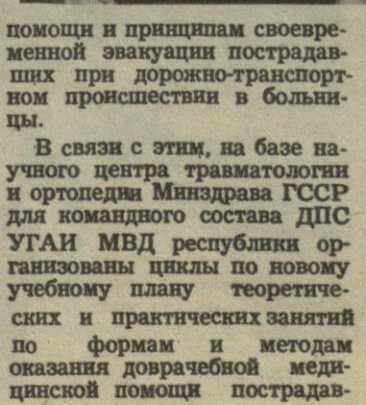 помощи и принципам своевре-
менной эвакуации пострадав-
ших при дорожно-транспорт-
ном происшествии в больни-
цы.
В связи с этим, на базе на-
учного центра травматологии
и ортопедии Минздрава ГССР
для командного состава ДПС
УГАИ МВД республики ор-
ганизованы циклы по новому
учебному плану теоретиче-
ских и практических занятий
по формам и методам
оказания доврачебной меди-
цинской помощи пострадав-